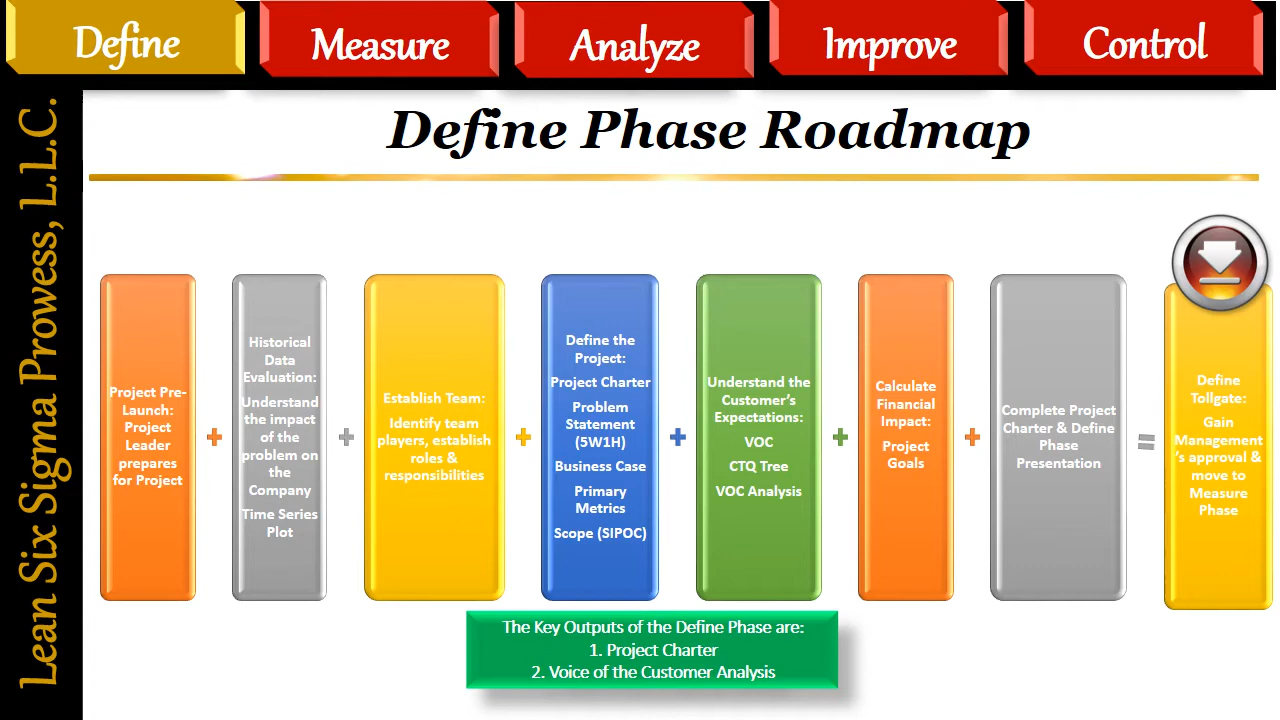 Define
Measure
Analyze
Improve
Control
Lean Six Sigma Prowess, L.L.C.
Define Phase Roadmap
Project Pre-
Launch:
Project
Leader
prepares
for Project
+
Historical
Data
Evaluation:
Understand
the impact
of the
problem on
the
Company
Time Series
Plot
+
Establish Team:
Identify team
players, establish
roles &
responsibilities
+
Define the
Project:
Project Charter
Problem
Statement
(5W1H)
Business Case
Primary
Metrics
Scope (SIPOC)
+
Understand the
Customer's
Expectations:
VOC
CTQ Tree
VOC Analysis
+
Calculate
Financial
Impact:
Project
Goals
+
Complete Project
Charter & Define
Phase
Presentation
=
Define
Tollgate:
Gain
Management
's approval &
move to
Measure
Phase
The Key Outputs of the Define Phase are:
1. Project Charter
2. Voice of the Customer Analysis